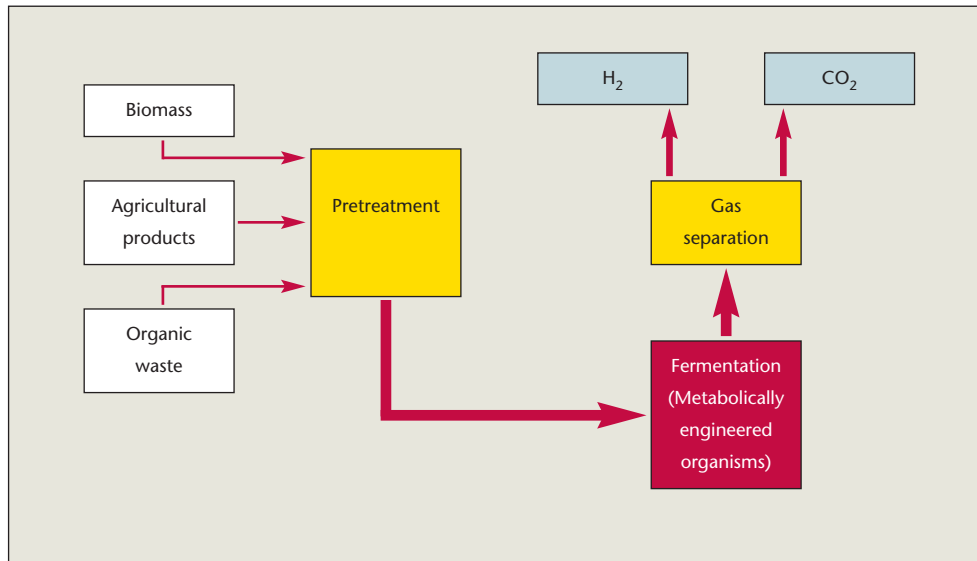 Biomass
Agricultural
products
Organic
waste
Pretreatment
Fermentation
(Metabolically
engineered
organisms)
Gas
separation
H₂
CO₂